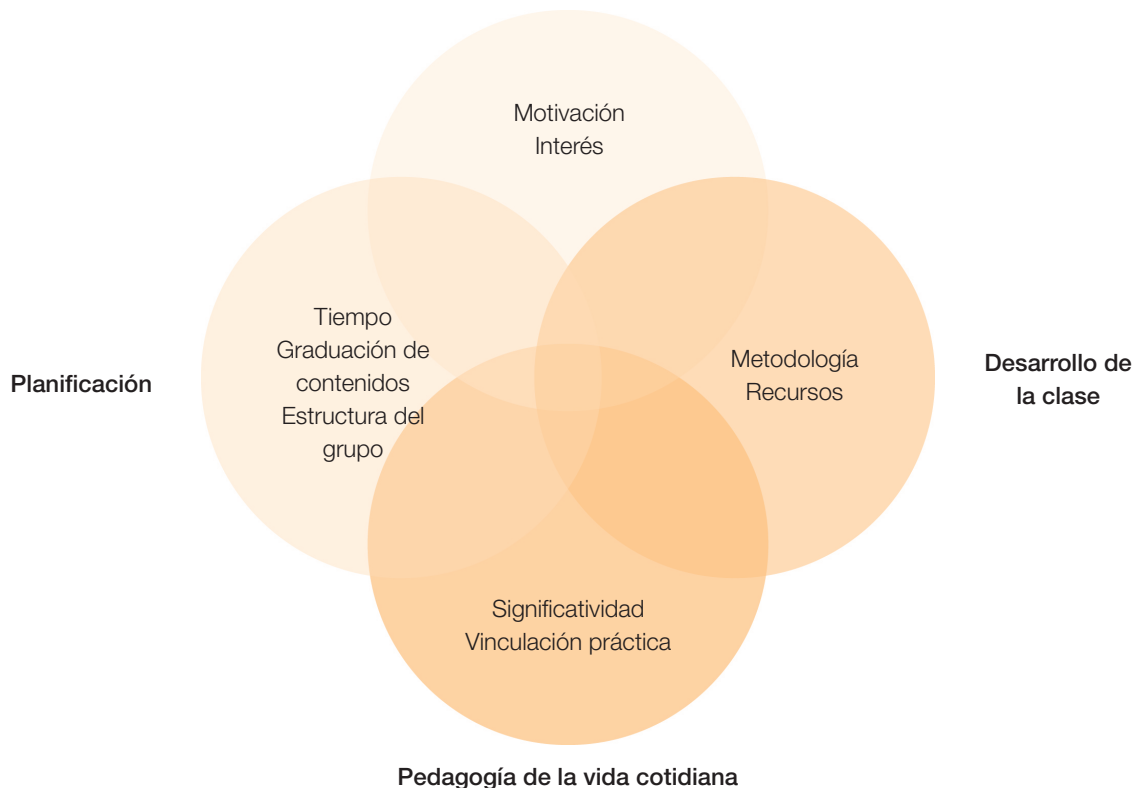 Motivación
Interés
Tiempo
Graduación de
contenidos
Estructura del
grupo
Planificación
Metodología
Recursos
Desarrollo de
la clase
Significatividad
Vinculación práctica
Pedagogía de la vida cotidiana